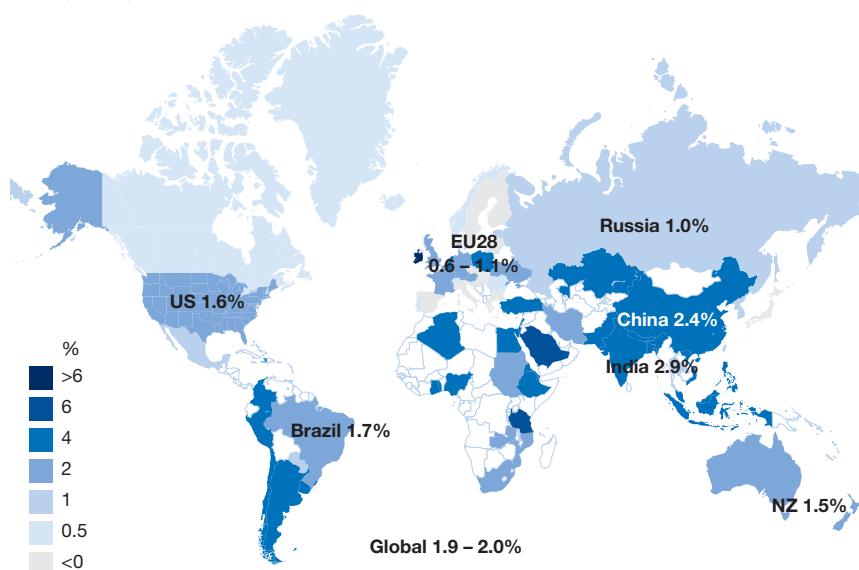 Russia 1.0%
EU28
0.6 – 1.1%
US 1.6%
China 2.4%
India 2.9%
Brazil 1.7%
NZ 1.5%
Global 1.9 – 2.0%
%
>6
6
4
2
1
0.5
<0